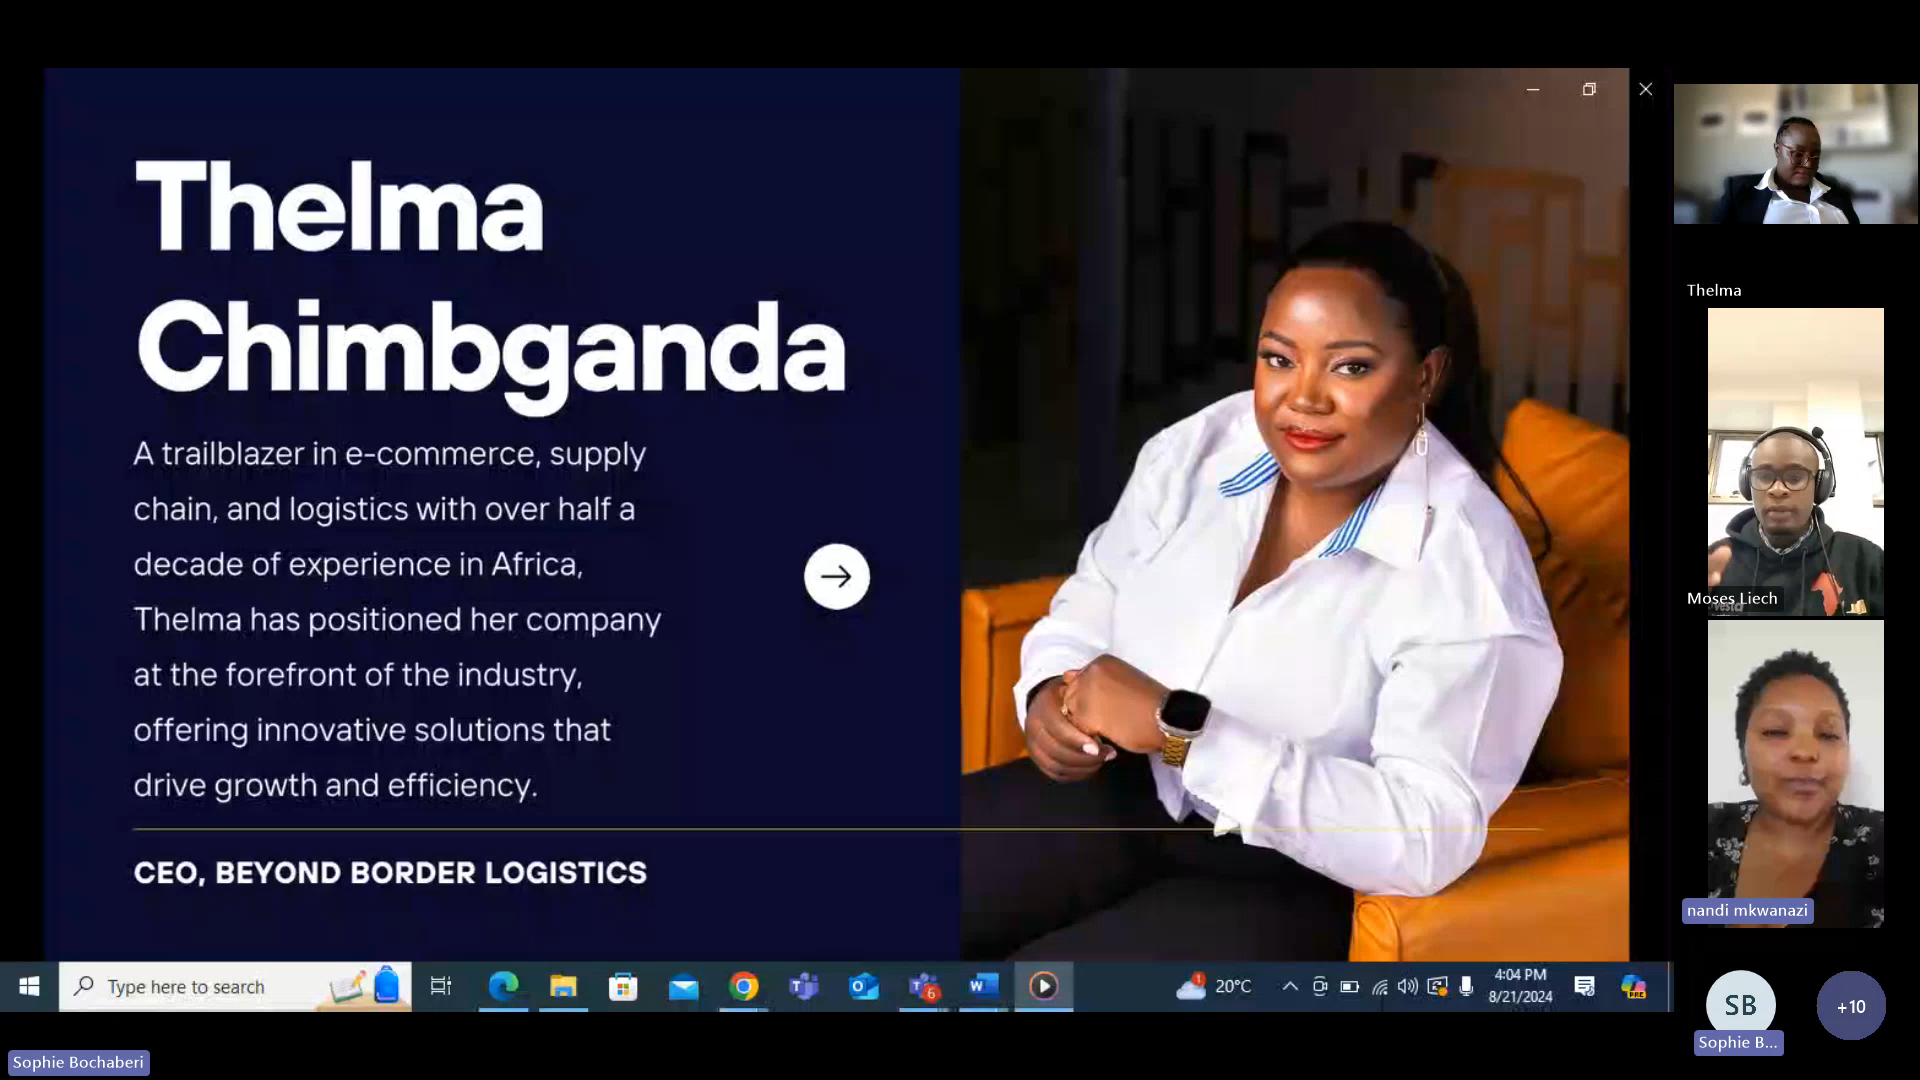 Thelma
Chimbganda
A trailblazer in e-commerce, supply
chain, and logistics with over half a
decade of experience in Africa,
Thelma has positioned her company
at the forefront of the industry,
offering innovative solutions that
drive growth and efficiency.
CEO, BEYOND BORDER LOGISTICS
Thelma
Moses Liech
nandi mkwanazi
SB
Sophie B...
+10
Type here to search
6
W
1
20°C
4:04 PM
8/21/2024
PRE
Sophie Bochaberi